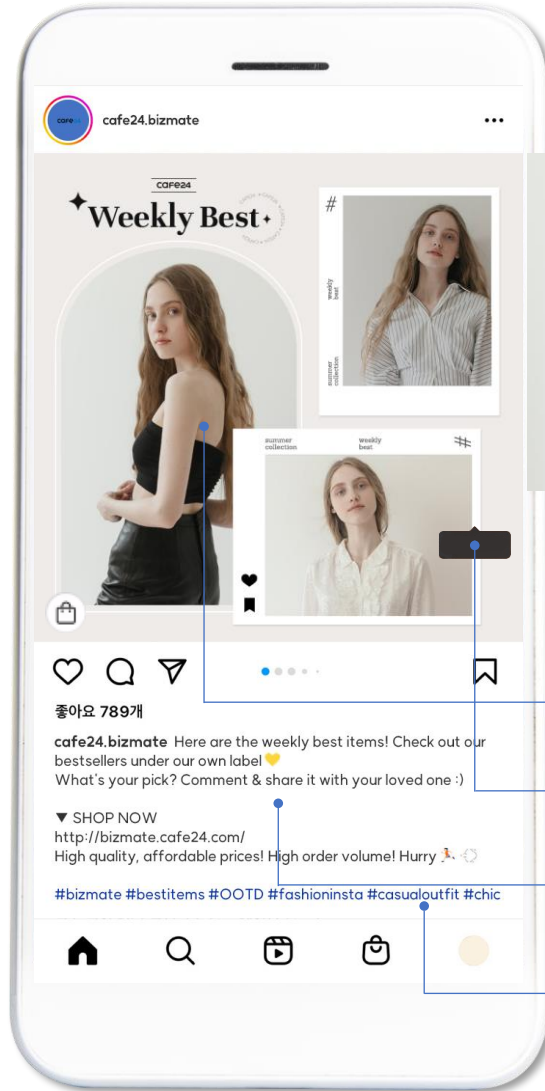 cafe24.bizmate
cafe24
Weekly Best
#
weekly
best
summer
collection
summer
collection
weekly
best
#
좋아요 789개
cafe24.bizmate Here are the weekly best items! Check out our
bestsellers under our own label 💛
What's your pick? Comment & share it with your loved one :)
▼ SHOP NOW
http://bizmate.cafe24.com/
High quality, affordable prices! High order volume! Hurry 🏃💨
#bizmate #bestitems #OOTD #fashioninsta #casualoutfit #chic